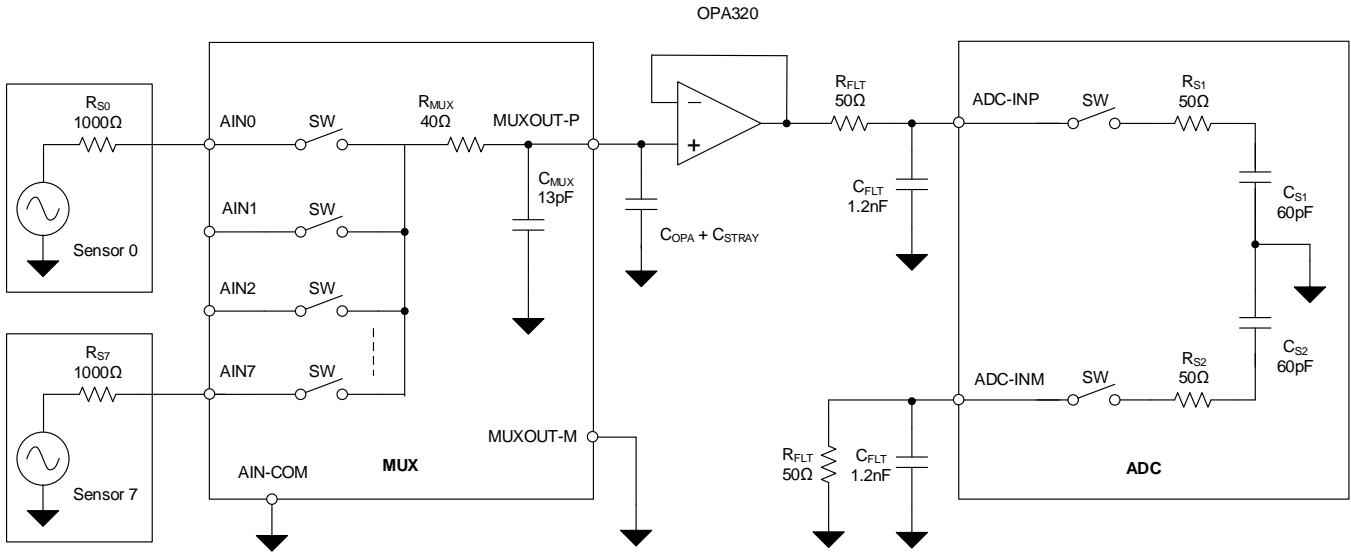 OPA320
RS0
1000Ω
Sensor 0
RS7
1000Ω
Sensor 7
AIN0
SW
AIN1
SW
AIN2
SW
AIN7
SW
RMUX
40Ω
MUXOUT-P
CMUX
13pF
MUXOUT-M
AIN-COM
MUX
COPA + CSTRAY
−
+
RFLT
50Ω
CFLT
1.2nF
RFLT
50Ω
CFLT
1.2nF
ADC-INP
SW
RS1
50Ω
CS1
60pF
CS2
60pF
RS2
50Ω
ADC-INM
SW
ADC